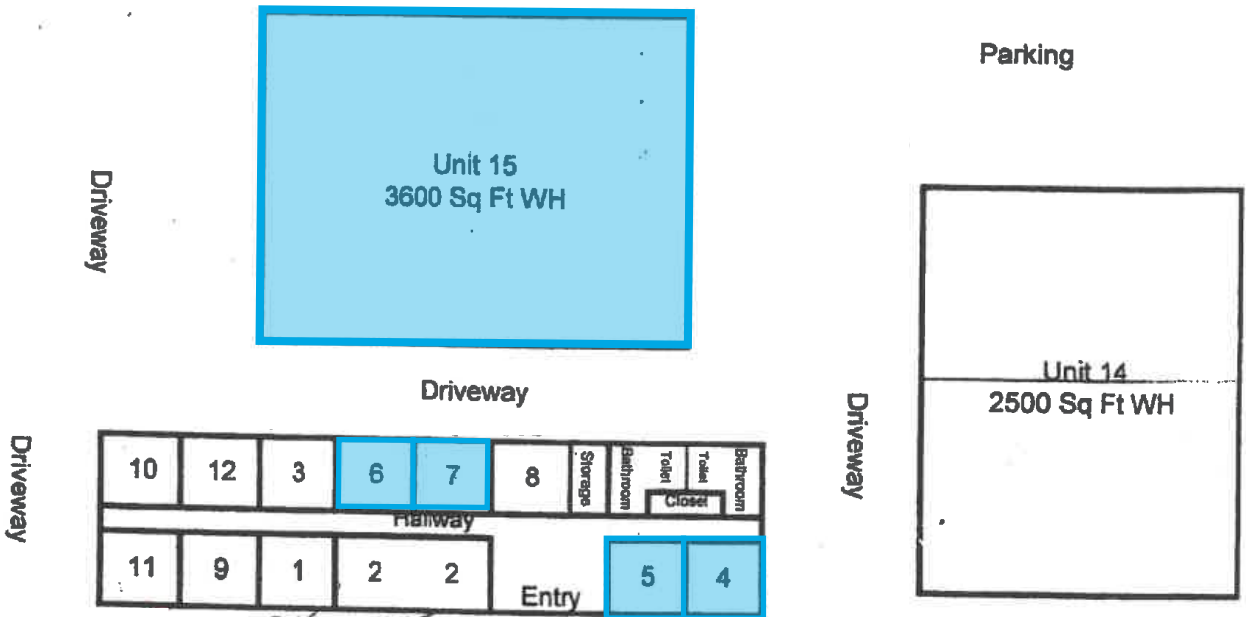 Parking
Unit 15
3600 Sq Ft WH
Driveway
Unit 14
2500 Sq Ft WH
Driveway
Driveway
Driveway
10 12 3 6 7 8 Storage Bathroom Toilet Toilet Bathroom
Closet
Hallway
11 9 1 2 2 Entry 5 4